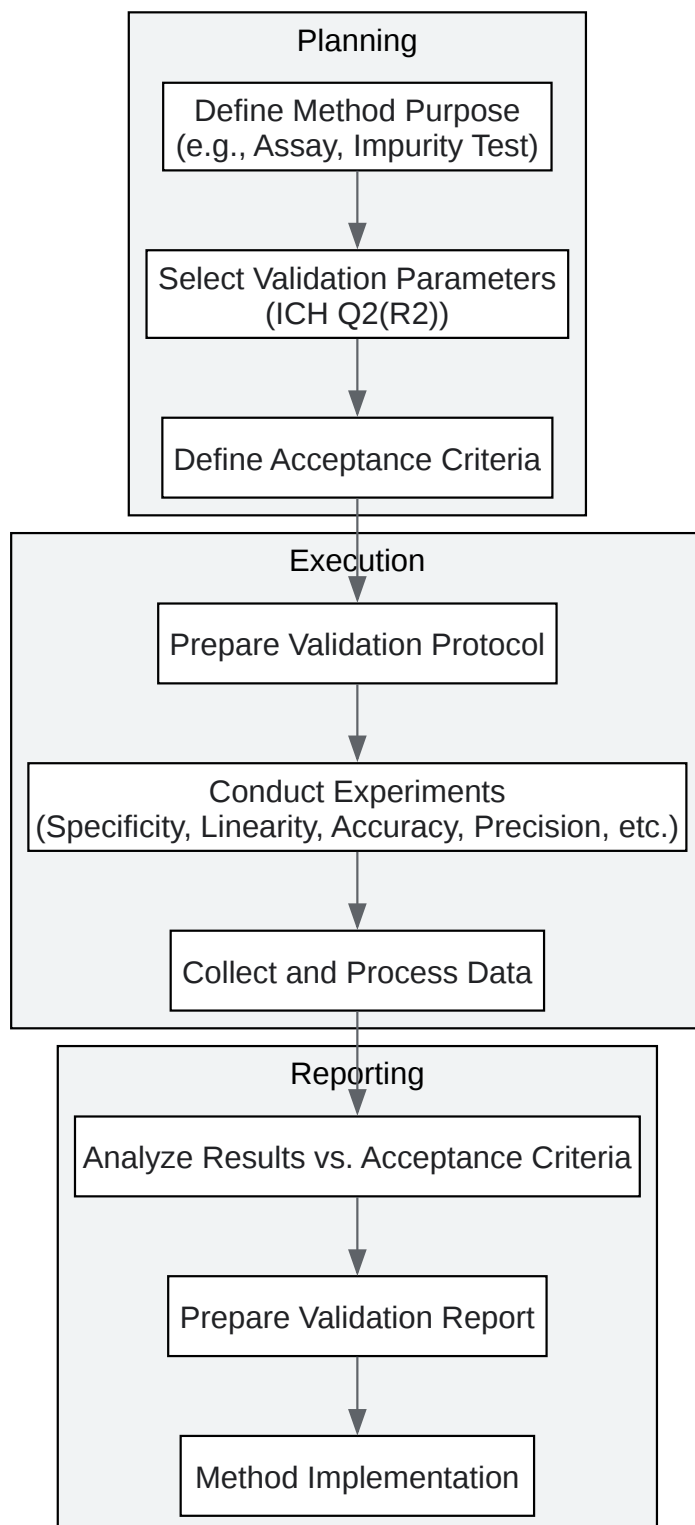 Planning
Define Method Purpose
(e.g., Assay, Impurity Test)
Select Validation Parameters
(ICH Q2(R2))
Define Acceptance Criteria
Execution
Prepare Validation Protocol
Conduct Experiments
(Specificity, Linearity, Accuracy, Precision, etc.)
Collect and Process Data
Reporting
Analyze Results vs. Acceptance Criteria
Prepare Validation Report
Method Implementation